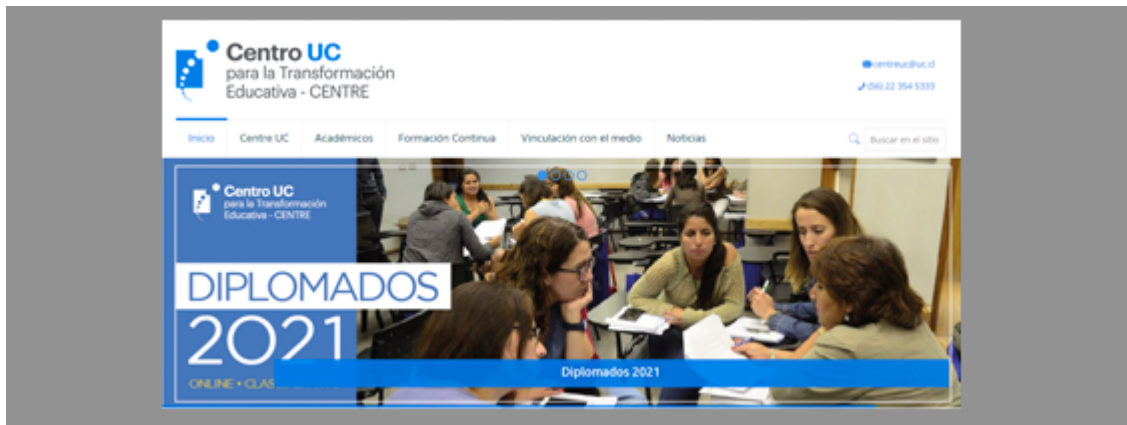 Centro UC
para la Transformación
Educativa - CENTRE
centreuc@uc.cl
(56) 22 354 5333
Inicio Centre UC Académicos Formación Continua Vinculación con el medio Noticias Buscar en el sitio
Centro UC
para la Transformación
Educativa - CENTRE
DIPLOMADOS
2021
Diplomados 2021
ONLINE •